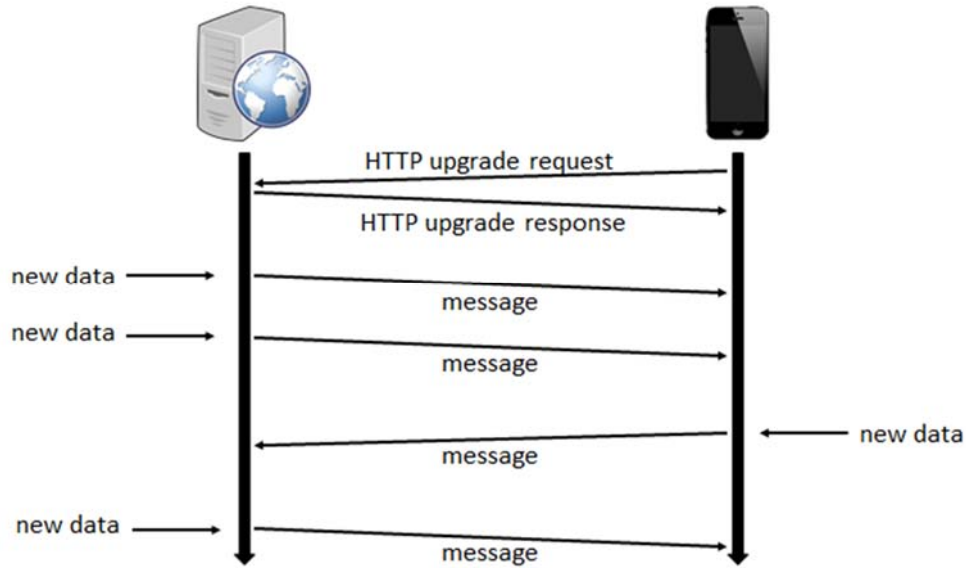 HTTP upgrade request
HTTP upgrade response
new data
message
new data
message
new data
message
new data
message